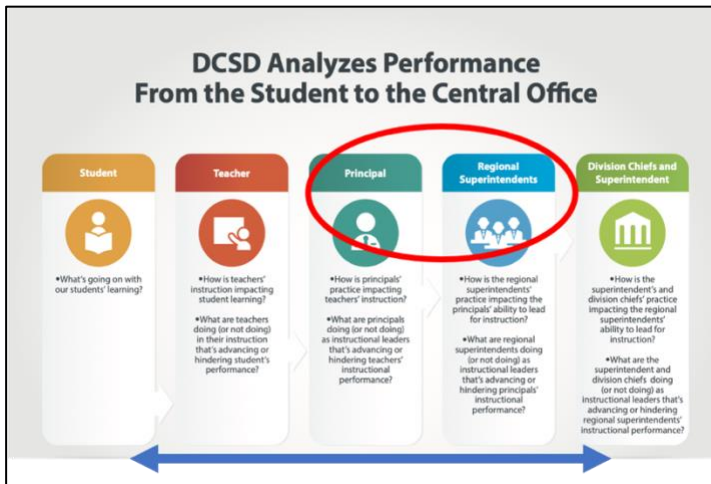 DCSD Analyzes Performance
From the Student to the Central Office
Student
•What's going on with
our students' learning?
Teacher
•How is teachers'
instruction impacting
student learning?
•What are teachers
doing (or not doing)
in their instruction
that's advancing or
hindering student's
performance?
Principal
•How is principals'
practice impacting
teachers' instruction?
•What are principals
doing (or not doing)
as instructional leaders
that's advancing or
hindering teachers'
instructional
performance?
Regional
Superintendents
•How is the regional
superintendents'
practice impacting the
principals' ability to lead
for instruction?
•What are regional
superintendents doing
(or not doing) as
instructional leaders
that's advancing or
hindering principals'
instructional
performance?
Division Chiefs and
Superintendent
•How is the
superintendent's and
division chiefs' practice
impacting the regional
superintendents'
ability to lead for
instruction?
•What are the
superintendent and
division chiefs doing
(or not doing) as
instructional leaders that's
advancing or hindering
regional superintendents'
instructional performance?